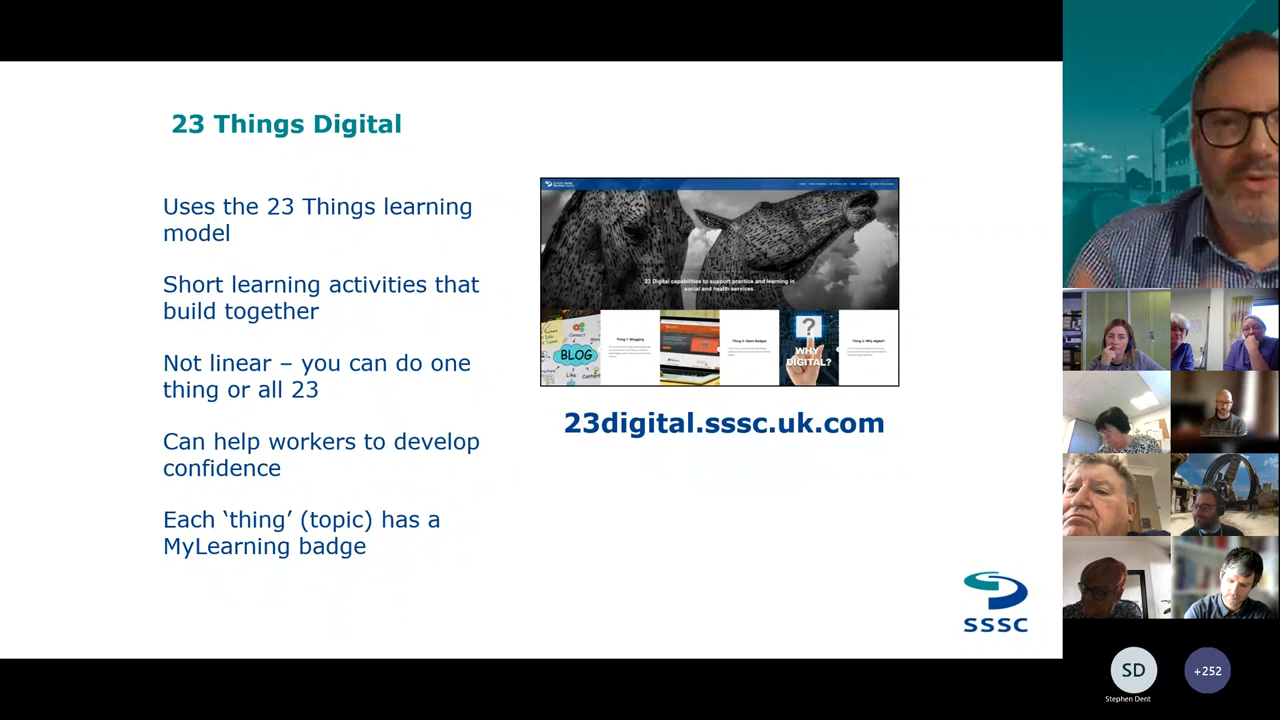 23 Things Digital
Uses the 23 Things learning
model
Short learning activities that
build together
Not linear – you can do one
thing or all 23
Can help workers to develop
confidence
Each ‘thing’ (topic) has a
MyLearning badge
23 Digital capabilities to support practice and learning in
social and health services
BLOG
Connect
Like
Content
Thing 1: Blogging
Thing 2: Open Badges
?
WHY
DIGITAL?
Thing 3: Why digital?
23digital.sssc.uk.com
SSSC
SD
+252
Stephen Dent